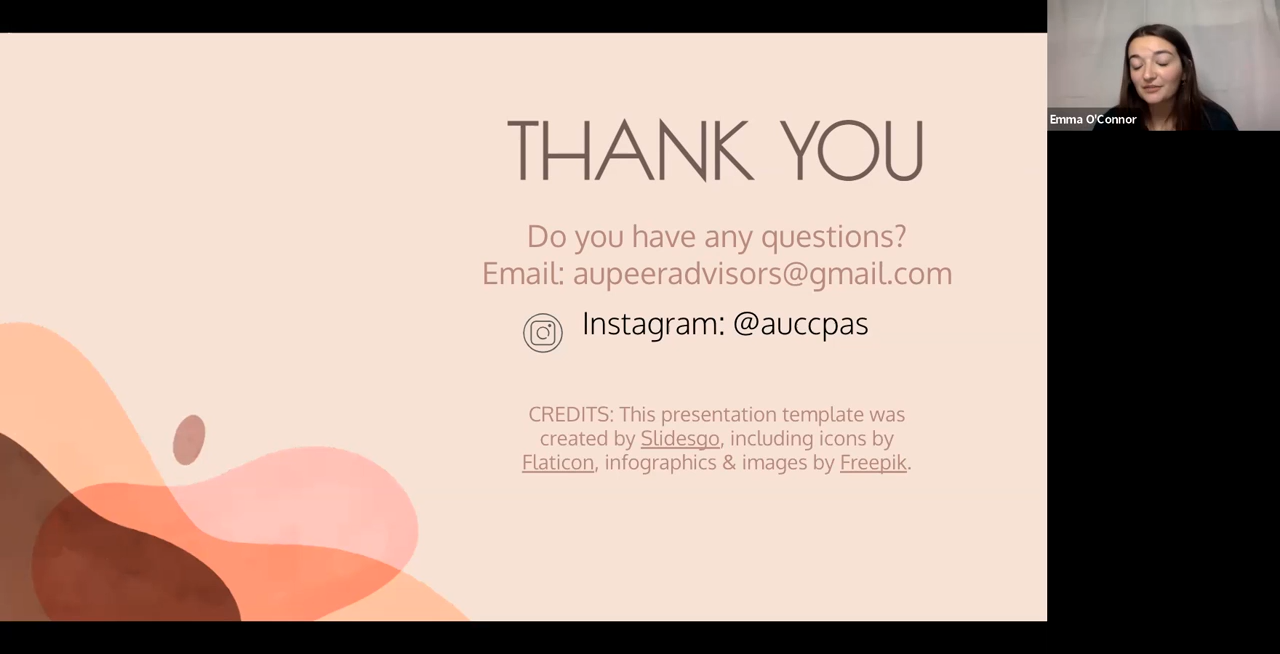 THANK YOU
Do you have any questions?
Email: aupeeradvisors@gmail.com
Instagram: @auccpas
CREDITS: This presentation template was
created by Slidesgo, including icons by
Flaticon, infographics & images by Freepik.
Emma O'Connor